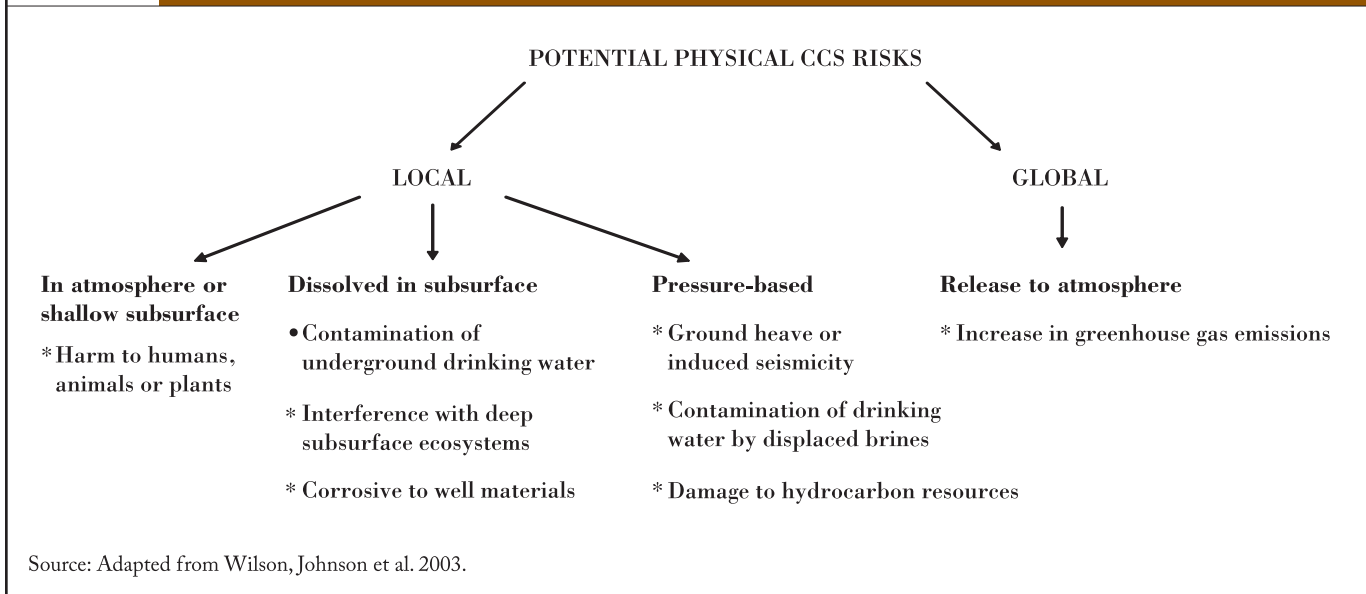 POTENTIAL PHYSICAL CCS RISKS
LOCAL
GLOBAL
In atmosphere or
shallow subsurface
* Harm to humans,
animals or plants
Dissolved in subsurface
• Contamination of
underground drinking water
* Interference with deep
subsurface ecosystems
* Corrosive to well materials
Pressure-based
* Ground heave or
induced seismicity
* Contamination of drinking
water by displaced brines
* Damage to hydrocarbon resources
Release to atmosphere
* Increase in greenhouse gas emissions
Source: Adapted from Wilson, Johnson et al. 2003.